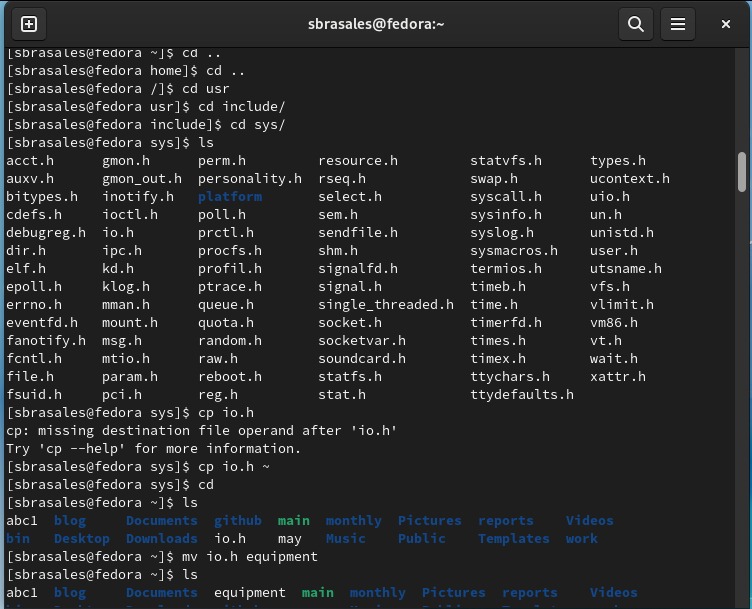 sbrasales@fedora:~
[sbrasales@fedora ~]$ cd ..
[sbrasales@fedora home]$ cd ..
[sbrasales@fedora /]$ cd usr
[sbrasales@fedora usr]$ cd include/
[sbrasales@fedora include]$ cd sys/
[sbrasales@fedora sys]$ ls
acct.h gmon.h perm.h resource.h statvfs.h types.h
auxv.h gmon_out.h personality.h rseq.h swap.h ucontext.h
bitypes.h inotify.h platform select.h syscall.h uio.h
cdefs.h ioctl.h poll.h sem.h sysinfo.h un.h
debugreg.h io.h prctl.h sendfile.h syslog.h unistd.h
dir.h ipc.h procfs.h shm.h sysmacros.h user.h
elf.h kd.h profil.h signalfd.h termios.h utsname.h
epoll.h klog.h ptrace.h signal.h timeb.h vfs.h
errno.h mman.h queue.h single_threaded.h time.h vlimit.h
eventfd.h mount.h quota.h socket.h timerfd.h vm86.h
fanotify.h msg.h random.h socketvar.h times.h vt.h
fcntl.h mtio.h raw.h soundcard.h timex.h wait.h
file.h param.h reboot.h statfs.h ttychars.h xattr.h
fsuid.h pci.h reg.h stat.h ttydefaults.h
[sbrasales@fedora sys]$ cp io.h
cp: missing destination file operand after 'io.h'
Try 'cp --help' for more information.
[sbrasales@fedora sys]$ cp io.h ~
[sbrasales@fedora sys]$ cd
[sbrasales@fedora ~]$ ls
abc1 blog Documents github main monthly Pictures reports Videos
bin Desktop Downloads io.h may Music Public Templates work
[sbrasales@fedora ~]$ mv io.h equipment
[sbrasales@fedora ~]$ ls
abc1 blog Documents equipment main monthly Pictures reports Videos